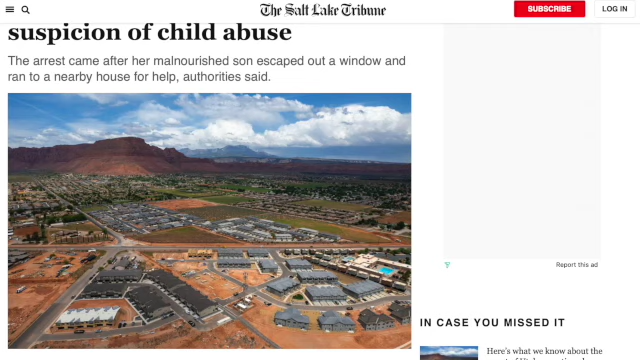 The Salt Lake Tribune
SUBSCRIBE
LOG IN
suspicion of child abuse
The arrest came after her malnourished son escaped out a window and
ran to a nearby house for help, authorities said.
Report this ad
IN CASE YOU MISSED IT
Here's what we know about the